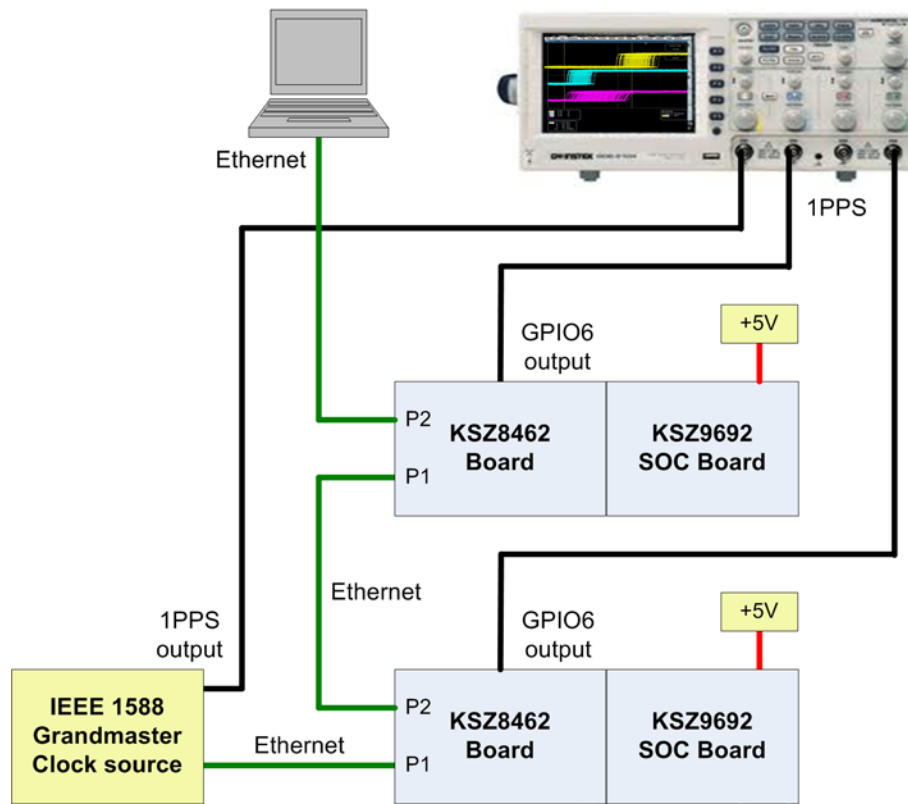 Ethernet
GW INSTEK
1PPS
+5V
GPIO6
output
P2
P1
KSZ8462
Board
KSZ9692
SOC Board
Ethernet
1PPS
output
GPIO6
output
+5V
IEEE 1588
Grandmaster
Clock source
Ethernet
P2
P1
KSZ8462
Board
KSZ9692
SOC Board